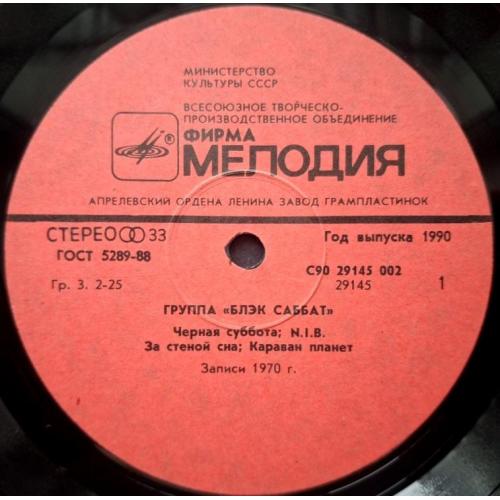 МИНИСТЕРСТВО
КУЛЬТУРЫ СССР
ВСЕСОЮЗНОЕ ТВОРЧЕСКО-
ПРОИЗВОДСТВЕННОЕ ОБЪЕДИНЕНИЕ
®
ФИРМА
МЕЛОДИЯ
АПРЕЛЕВСКИЙ ОРДЕНА ЛЕНИНА ЗАВОД ГРАМПЛАСТИНОК
СТЕРЕО 33
Год выпуска 1990
ГОСТ 5289-88
С90 29145 002
Гр. 3. 2-25
29145
1
ГРУППА «БЛЭК САББАТ»
Черная суббота; N.I.B.
За стеной сна; Караван планет
Записи 1970 г.